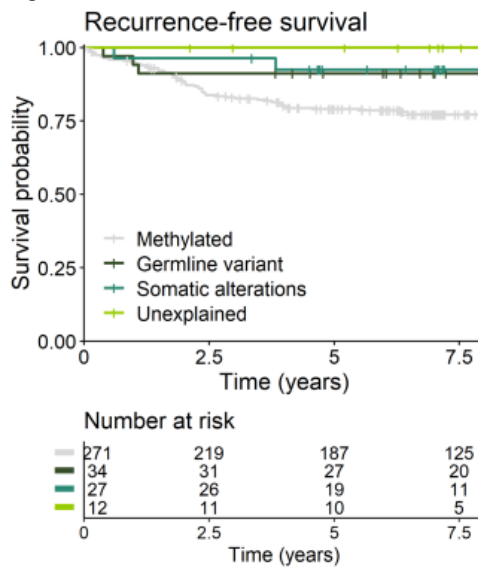 Recurrence-free survival
1.00
0.75
0.50
0.25
0.00
Survival probability
Methylated
Germline variant
Somatic alterations
Unexplained
0 2.5 5 7.5
Time (years)
Number at risk
271 219 187 125
34 31 27 20
27 26 19 11
12 11 10 5
0 2.5 5 7.5
Time (years)